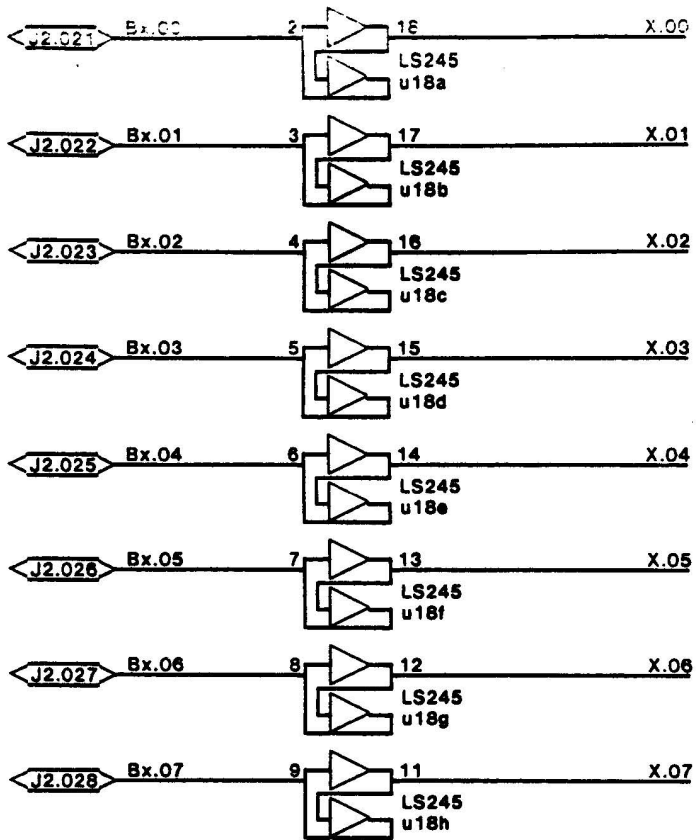 J2.021 Bx.00 2 18 X.00
LS245
u18a
J2.022 Bx.01 3 17 X.01
LS245
u18b
J2.023 Bx.02 4 16 X.02
LS245
u18c
J2.024 Bx.03 5 15 X.03
LS245
u18d
J2.025 Bx.04 6 14 X.04
LS245
u18e
J2.026 Bx.05 7 13 X.05
LS245
u18f
J2.027 Bx.06 8 12 X.06
LS245
u18g
J2.028 Bx.07 9 11 X.07
LS245
u18h